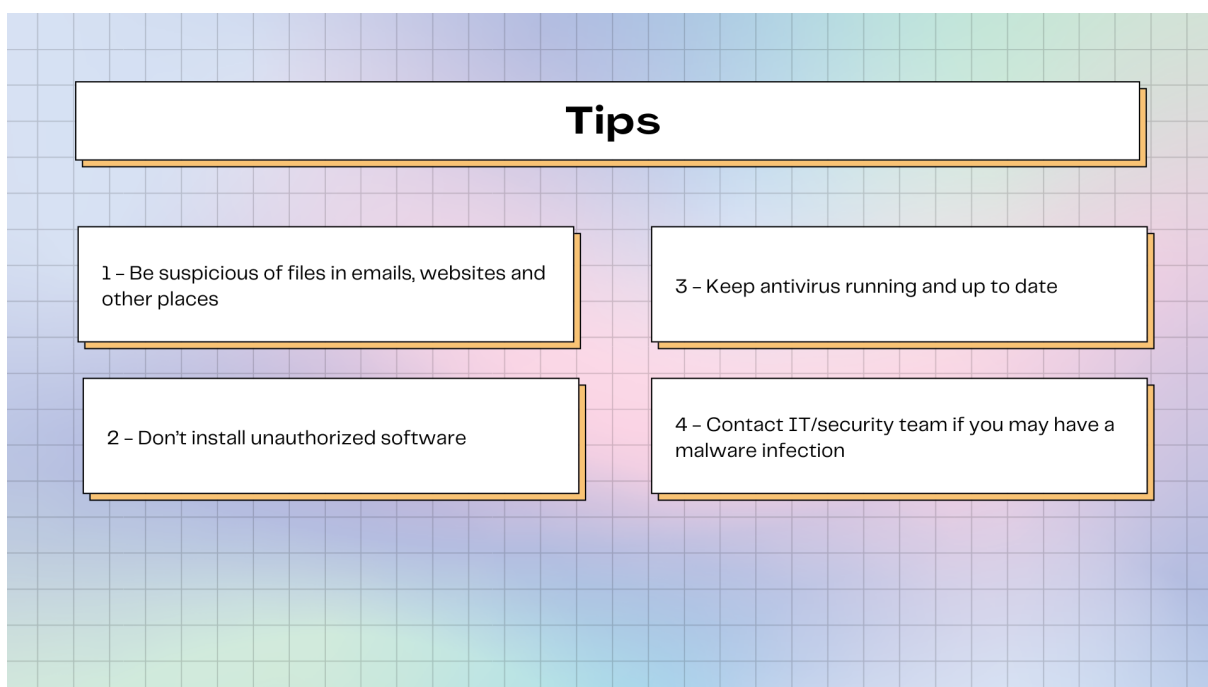 Tips
1 – Be suspicious of files in emails, websites and
other places
2 – Don’t install unauthorized software
3 – Keep antivirus running and up to date
4 – Contact IT/security team if you may have a
malware infection